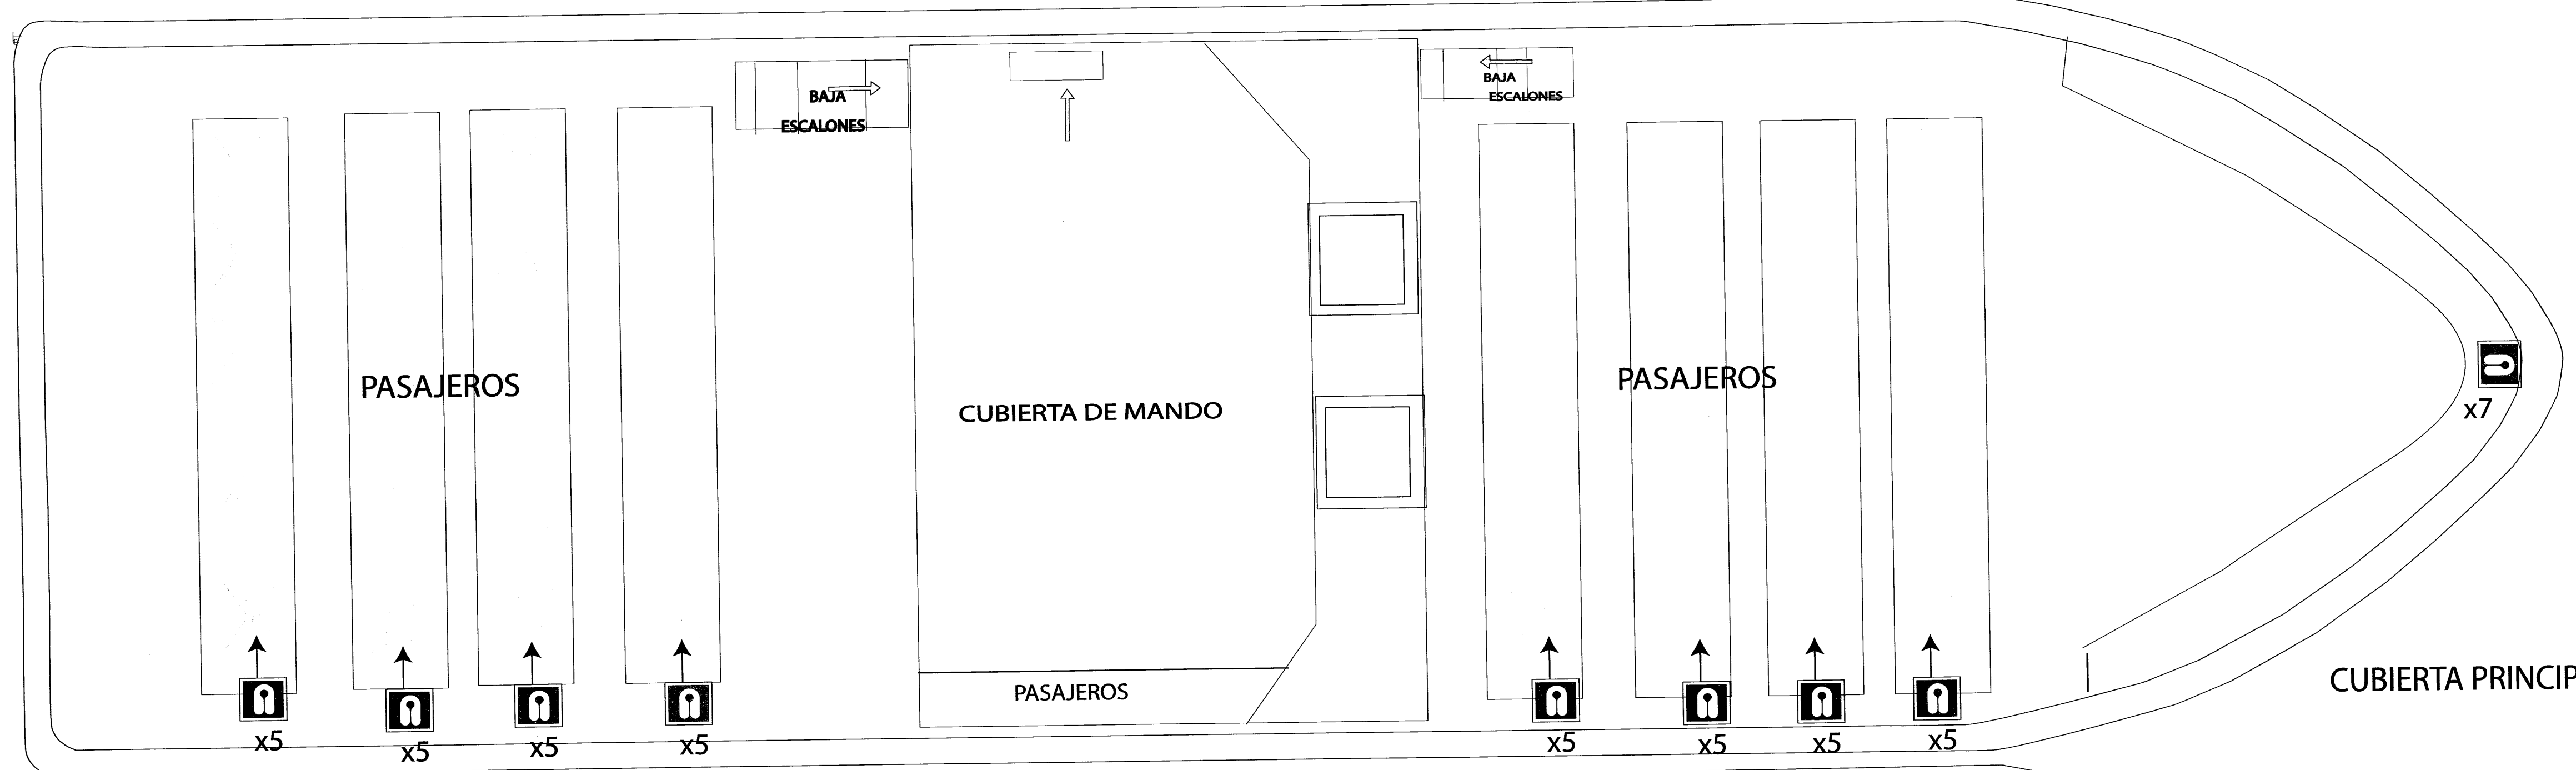 BAJA
ESCALONES
BAJA
ESCALONES
PASAJEROS
CUBIERTA DE MANDO
PASAJEROS
x7
PASAJEROS
CUBIERTA PRINCIP
x5
x5
x5
x5
x5
x5
x5
x5